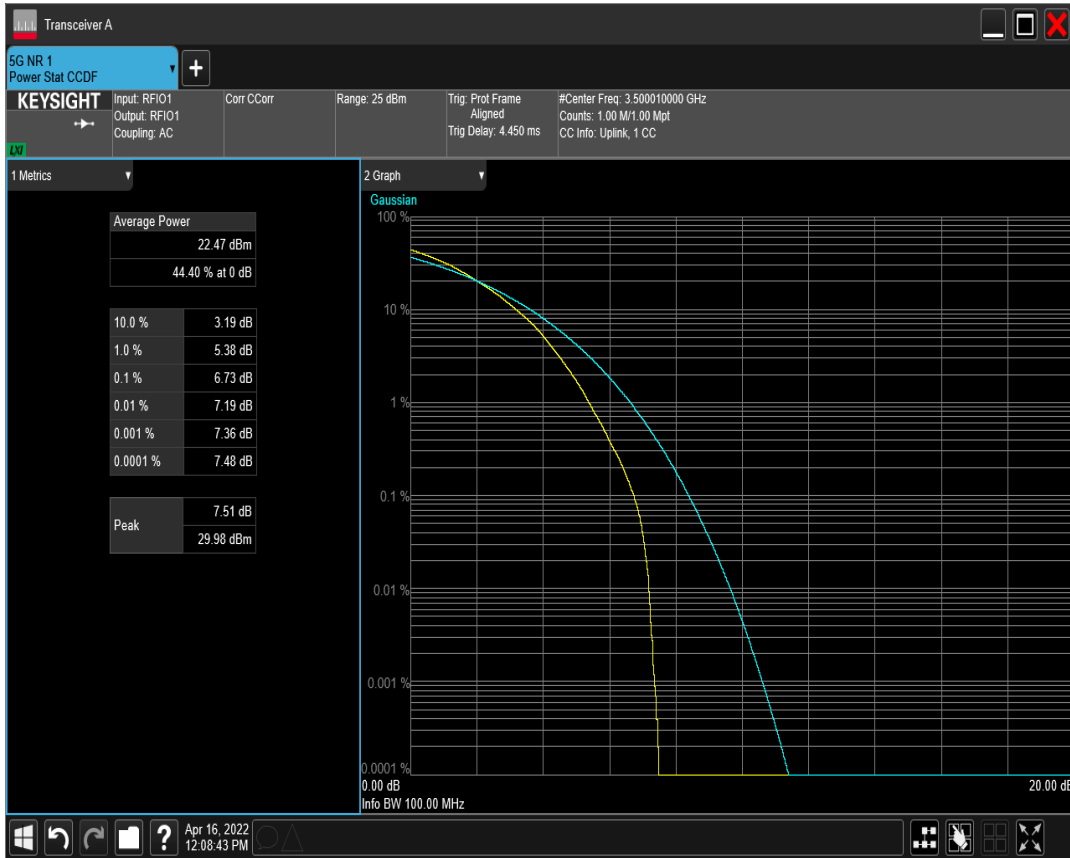 Transceiver A
5G NR 1
Power Stat CCDF
KEYSIGHT
LXI
Input: RFIO1
Output: RFIO1
Coupling: AC
Corr CCorr
Range: 25 dBm
Trig: Prot Frame
Aligned
Trig Delay: 4.450 ms
#Center Freq: 3.500010000 GHz
Counts: 1.00 M/1.00 Mpt
CC Info: Uplink, 1 CC
1 Metrics
Average Power
22.47 dBm
44.40 % at 0 dB
10.0 % 3.19 dB
1.0 % 5.38 dB
0.1 % 6.73 dB
0.01 % 7.19 dB
0.001 % 7.36 dB
0.0001 % 7.48 dB
Peak 7.51 dB
29.98 dBm
2 Graph
Gaussian
100 %
10 %
1 %
0.1 %
0.01 %
0.001 %
0.0001 %
0.00 dB 20.00 dB
Info BW 100.00 MHz
? Apr 16, 2022
12:08:43 PM